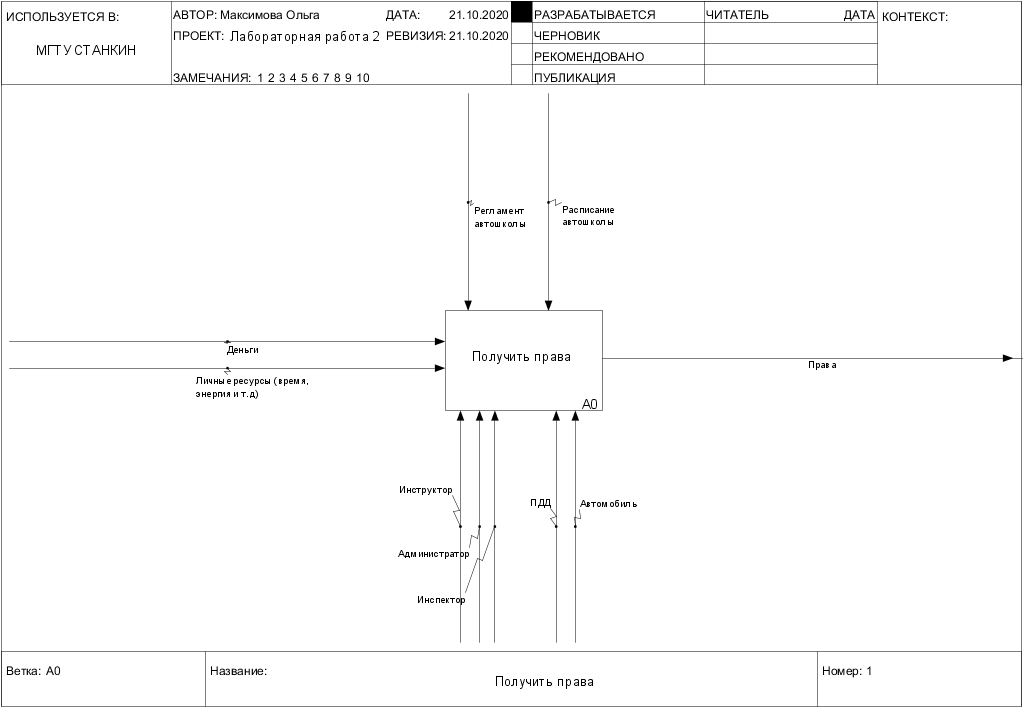 ИСПОЛЬЗУЕТСЯ В:
МГТУ СТАНКИН
АВТОР: Максимова Ольга
ДАТА: 21.10.2020
ПРОЕКТ: Лабораторная работа 2
РЕВИЗИЯ: 21.10.2020
ЗАМЕЧАНИЯ: 1 2 3 4 5 6 7 8 9 10
РАЗРАБАТЫВАЕТСЯ
ЧЕРНОВИК
РЕКОМЕНДОВАНО
ПУБЛИКАЦИЯ
ЧИТАТЕЛЬ ДАТА
КОНТЕКСТ:
Регламент
автошколы
Расписание
автошколы
Деньги
Личные ресурсы (время,
энергия и т.д)
Получить права
A0
Права
Инструктор
Администратор
Инспектор
ПДД
Автомобиль
Ветка: A0
Название:
Получить права
Номер: 1